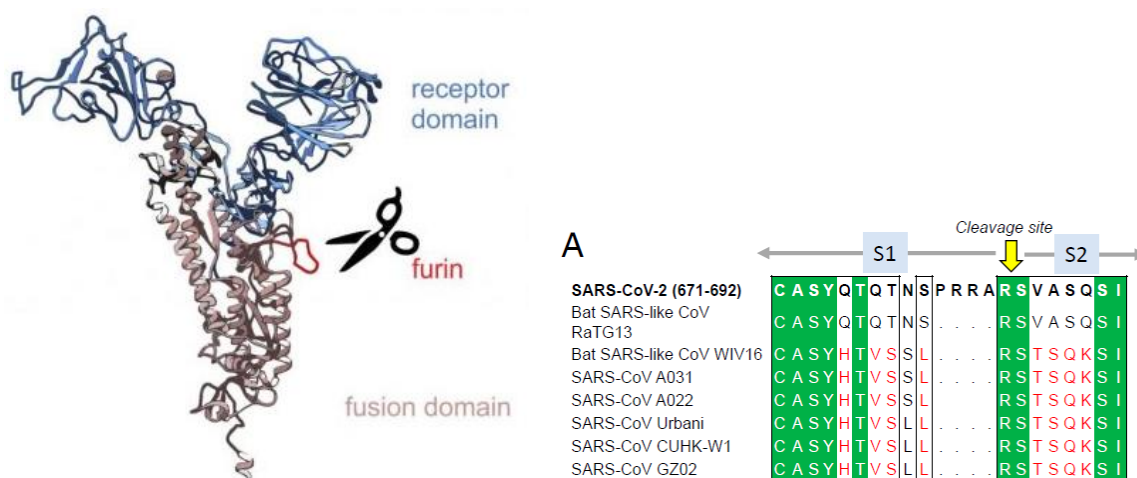 receptor
domain
furin
fusion domain
A
Cleavage site
S1
S2
SARS-CoV-2 (671-692) C A S Y Q T Q T N S P R R A R S V A S Q S I
Bat SARS-like CoV
RaTG13 C A S Y Q T Q T N S . . . . R S V A S Q S I
Bat SARS-like CoV WIV16 C A S Y H T V S S L . . . . R S T S Q K S I
SARS-CoV A031 C A S Y H T V S S L . . . . R S T S Q K S I
SARS-CoV A022 C A S Y H T V S S L . . . . R S T S Q K S I
SARS-CoV Urbani C A S Y H T V S L L . . . . R S T S Q K S I
SARS-CoV CUHK-W1 C A S Y H T V S L L . . . . R S T S Q K S I
SARS-CoV GZ02 C A S Y H T V S L L . . . . R S T S Q K S I